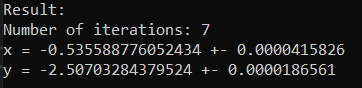 Result:
Number of iterations: 7
x = -0.535588776052434 +- 0.0000415826
y = -2.50703284379524 +- 0.0000186561